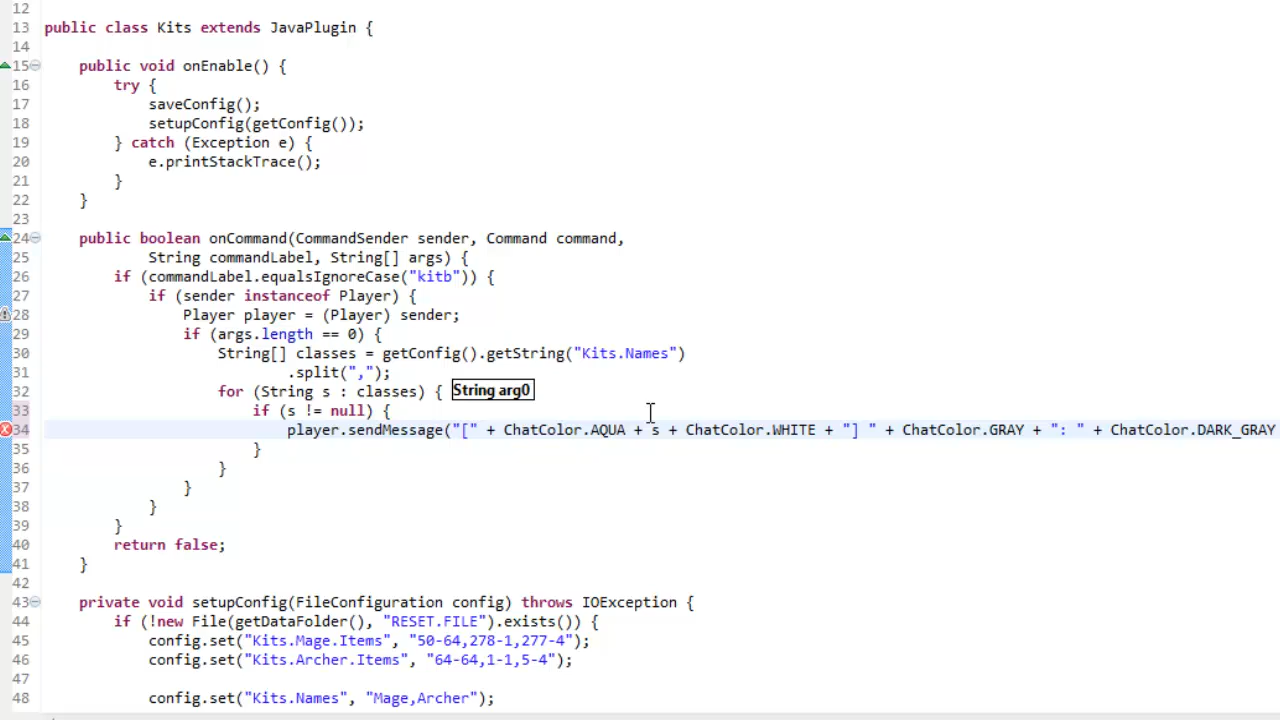 12
13 public class Kits extends JavaPlugin {
14
15 public void onEnable() {
16 try {
17 saveConfig();
18 setupConfig(getConfig());
19 } catch (Exception e) {
20 e.printStackTrace();
21 }
22 }
23
24 public boolean onCommand(CommandSender sender, Command command,
25 String commandLabel, String[] args) {
26 if (commandLabel.equalsIgnoreCase("kitb")) {
27 if (sender instanceof Player) {
28 Player player = (Player) sender;
29 if (args.length == 0) {
30 String[] classes = getConfig().getString("Kits.Names")
31 .split(",");
32 for (String s : classes) { String arg0
33 if (s != null) {
34 player.sendMessage("[" + ChatColor.AQUA + s + ChatColor.WHITE + "] " + ChatColor.GRAY + ": " + ChatColor.DARK_GRAY
35 }
36 }
37 }
38 }
39 }
40 return false;
41 }
42
43 private void setupConfig(FileConfiguration config) throws IOException {
44 if (!new File(getDataFolder(), "RESET.FILE").exists()) {
45 config.set("Kits.Mage.Items", "50-64,278-1,277-4");
46 config.set("Kits.Archer.Items", "64-64,1-1,5-4");
47
48 config.set("Kits.Names", "Mage,Archer");